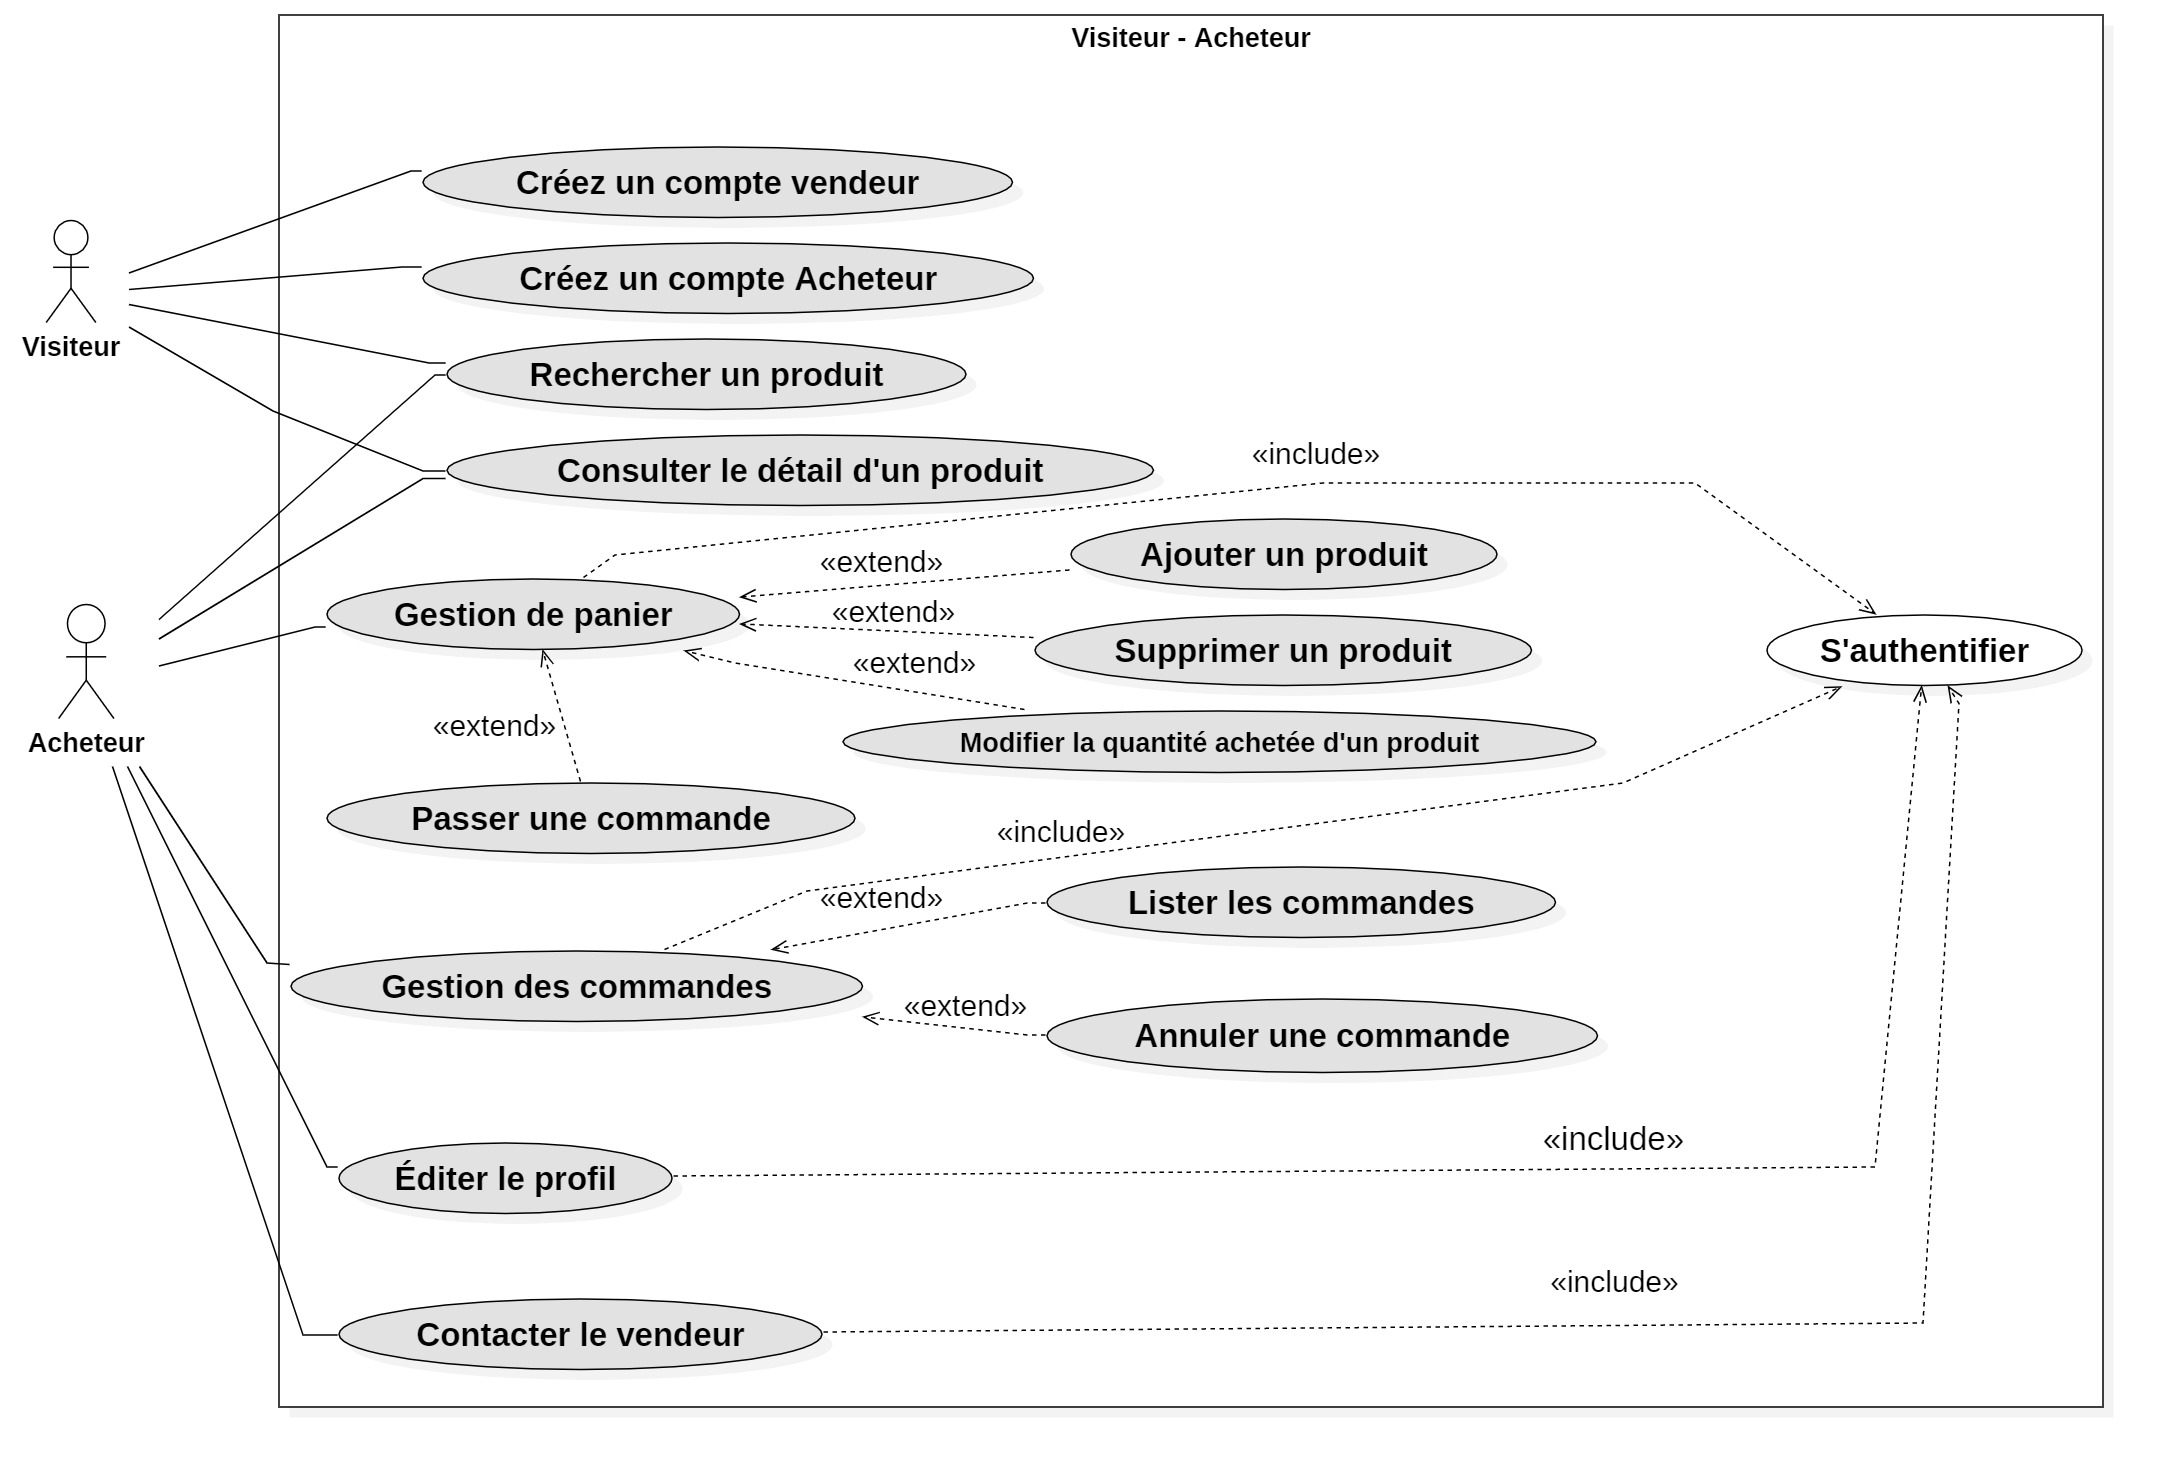 Visiteur - Acheteur
Créez un compte vendeur
Créez un compte Acheteur
Visiteur
Rechercher un produit
«include»
Consulter le détail d'un produit
«extend»
Ajouter un produit
Gestion de panier
«extend»
Supprimer un produit
S'authentifier
«extend»
«extend»
Modifier la quantité achetée d'un produit
Acheteur
Passer une commande
«include»
«extend»
Lister les commandes
Gestion des commandes
«extend»
Annuler une commande
«include»
Éditer le profil
«include»
Contacter le vendeur